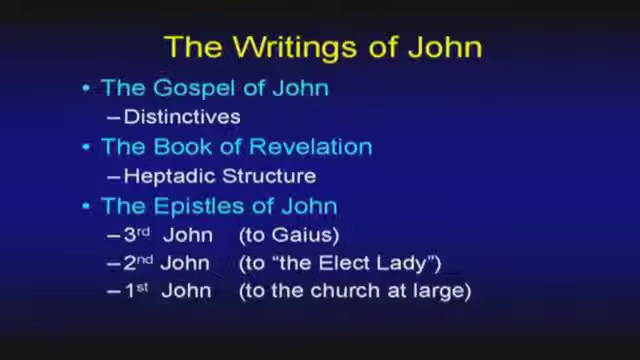 The Writings of John
• The Gospel of John
–Distinctives
• The Book of Revelation
–Heptadic Structure
• The Epistles of John
–3rd John (to Gaius)
–2nd John (to “the Elect Lady”)
–1st John (to the church at large)